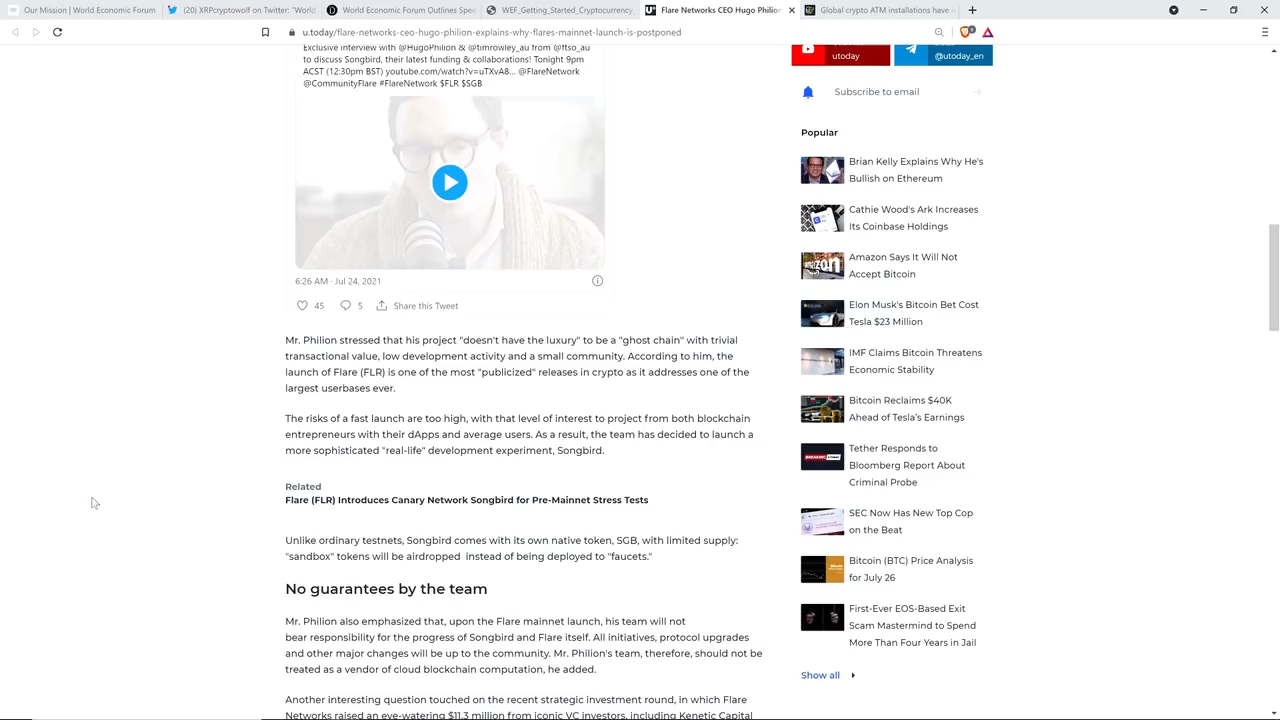 Our Mission | World Economic Forum
(20) XRPcryptowolf on Twitter: "World
World Economic Forum Outlines Spe
WEF_Getting_Started_Cryptocurrency
Flare Networks CEO Hugo Philion
Global crypto ATM installations have
u.today/flare-networks-ceo-hugo-philion-explains-why-flares-mainnet-launch-is-postponed
Exclusive interview with @HugoPhilion & @timrowley_au from @ftso_au
to discuss Songbird, their latest funding & collaborations! Tonight 9pm
ACST (12:30pm BST) youtube.com/watch?v=uTXvA8... @FlareNetwork
@CommunityFlare #FlareNetwork $FLR $SGB
6:26 AM · Jul 24, 2021
45
5
Share this Tweet
Mr. Philion stressed that his project "doesn't have the luxury" to be a "ghost chain" with trivial
transactional value, low development activity and a small community. According to him, the
launch of Flare (FLR) is one of the most "publicized" releases in crypto as it addresses one of the
largest userbases ever.
The risks of a fast launch are too high, with that level of interest to project from both blockchain
entrepreneurs with their dApps and average users. As a result, the team has decided to launch a
more sophisticated "real-life" development experiment, Songbird.
Related
Flare (FLR) Introduces Canary Network Songbird for Pre-Mainnet Stress Tests
Unlike ordinary testnets, Songbird comes with its own native token, SGB, with limited supply:
"sandbox" tokens will be airdropped instead of being deployed to "faucets."
No guarantees by the team
Mr. Philion also emphasized that, upon the Flare mainnet launch, his team will not
bear responsibility for the progress of Songbird and Flare itself. All initiatives, protocol upgrades
and other major changes will be up to the community. Mr. Philion's team, therefore, should not be
treated as a vendor of cloud blockchain computation, he added.
Another interesting question touched on the recent strategic investment round, in which Flare
Networks raised an eye-watering $11.3 million from iconic VC investors, including Kenetic Capital
utoday
@utoday_en
Subscribe to email
Popular
Brian Kelly Explains Why He's
Bullish on Ethereum
Cathie Wood's Ark Increases
Its Coinbase Holdings
Amazon Says It Will Not
Accept Bitcoin
Elon Musk's Bitcoin Bet Cost
Tesla $23 Million
IMF Claims Bitcoin Threatens
Economic Stability
Bitcoin Reclaims $40K
Ahead of Tesla's Earnings
Tether Responds to
Bloomberg Report About
Criminal Probe
SEC Now Has New Top Cop
on the Beat
Bitcoin (BTC) Price Analysis
for July 26
First-Ever EOS-Based Exit
Scam Mastermind to Spend
More Than Four Years in Jail
Show all